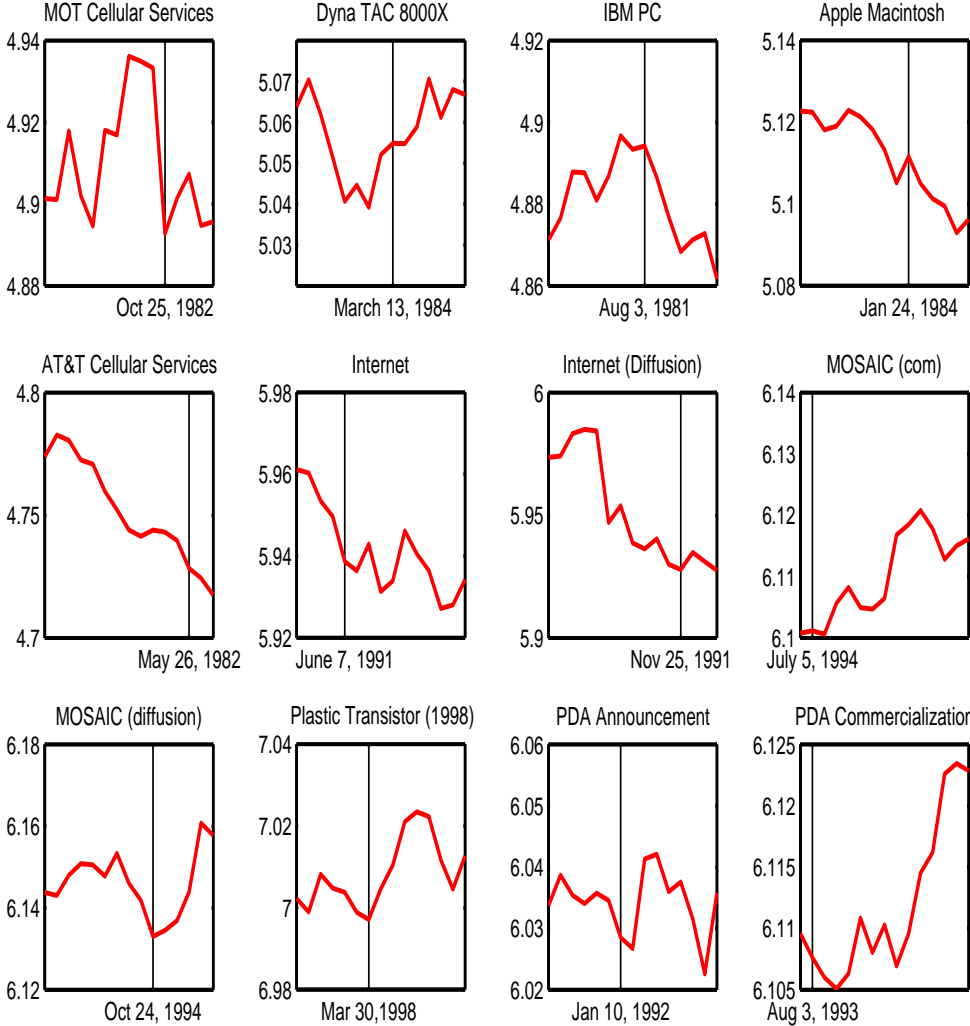 MOT Cellular Services
Dyna TAC 8000X
IBM PC
Apple Macintosh
4.94
4.92
4.9
4.9
4.88
Oct 25, 1982
5.07
5.06
5.05
5.04
5.03
March 13, 1984
4.92
4.9
4.88
4.86
Aug 3, 1981
5.14
5.12
5.1
5.08
Jan 24, 1984
AT&T Cellular Services
Internet
Internet (Diffusion)
MOSAIC (com)
4.8
4.75
4.7
May 26, 1982
5.98
5.96
5.94
5.92
June 7, 1991
6
5.95
5.9
Nov 25, 1991
6.14
6.13
6.12
6.11
6.1
July 5, 1994
MOSAIC (diffusion)
Plastic Transistor (1998)
PDA Announcement
PDA Commercialization
6.18
6.16
6.14
6.12
Oct 24, 1994
7.04
7.02
7
6.98
Mar 30,1998
6.06
6.05
6.04
6.03
6.02
Jan 10, 1992
6.125
6.12
6.115
6.11
6.105
Aug 3, 1993